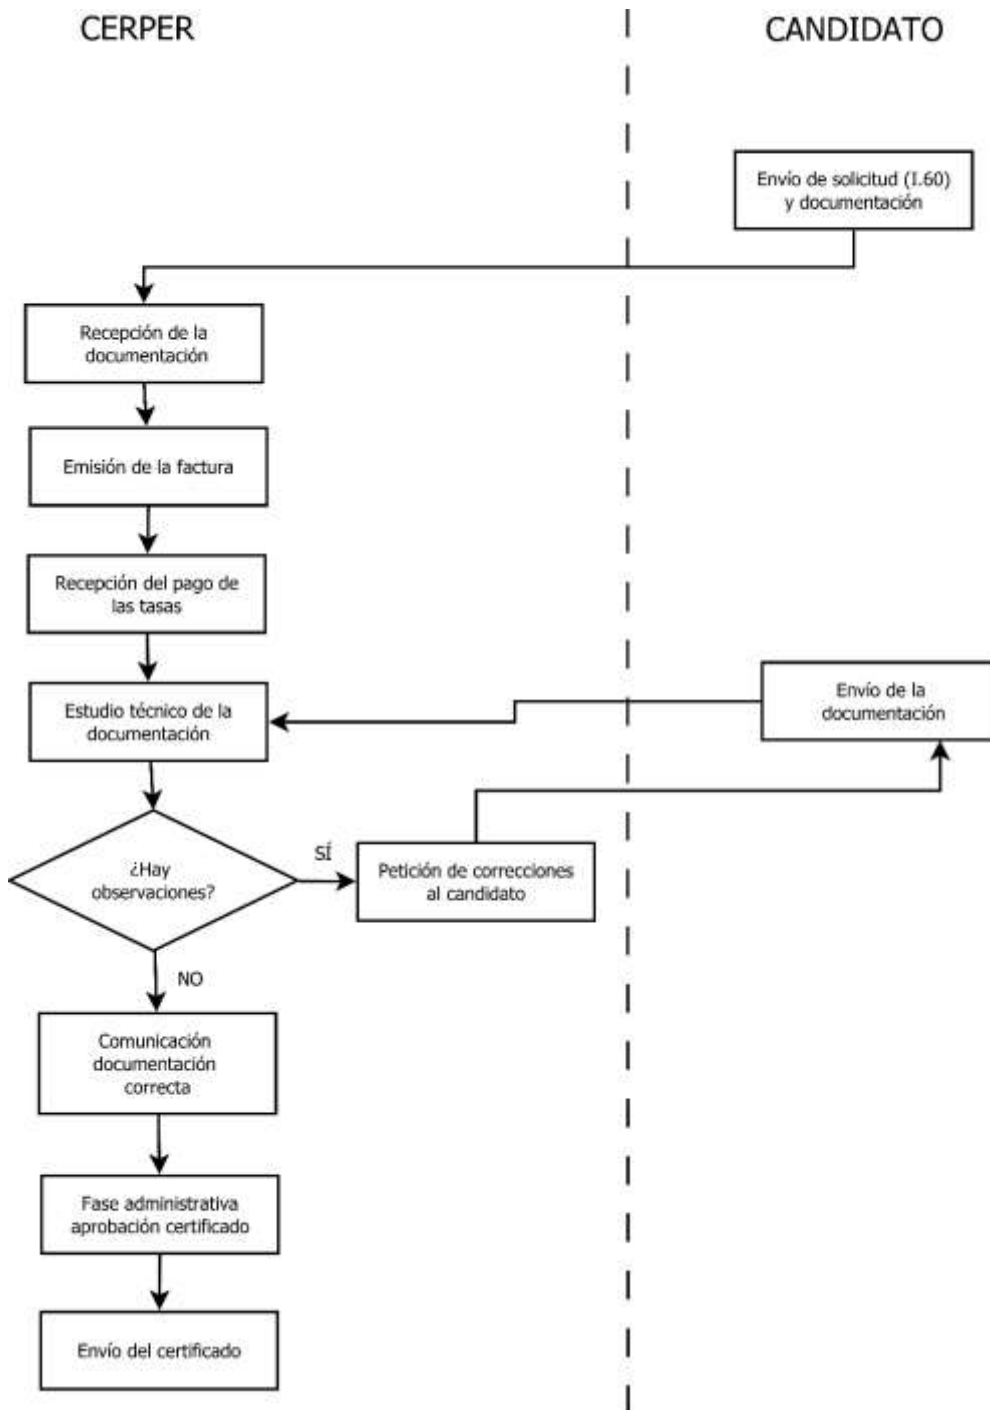 CERPER
CANDIDATO
Envío de solicitud (I.60)
y documentación
Recepción de la
documentación
Emisión de la factura
Recepción del pago de
las tasas
Estudio técnico de la
documentación
Envío de la
documentación
¿Hay
observaciones?
SÍ
Petición de correcciones
al candidato
NO
Comunicación
documentación
correcta
Fase administrativa
aprobación certificado
Envío del certificado